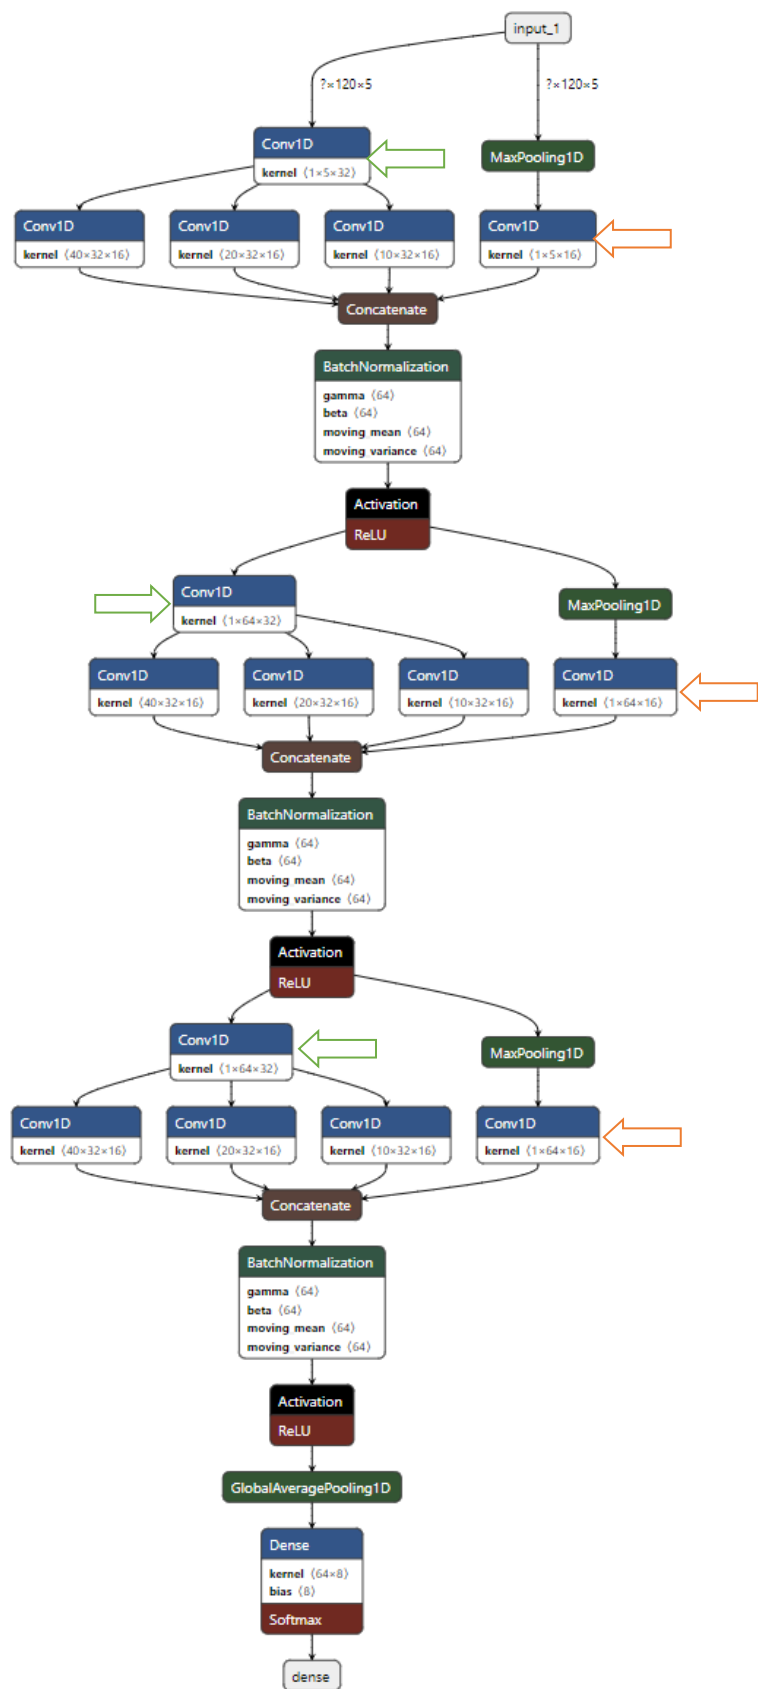 input_1
?×120×5
?×120×5
Conv1D
kernel ⟨1×5×32⟩
MaxPooling1D
Conv1D
kernel ⟨40×32×16⟩
Conv1D
kernel ⟨20×32×16⟩
Conv1D
kernel ⟨10×32×16⟩
Conv1D
kernel ⟨1×5×16⟩
Concatenate
BatchNormalization
gamma ⟨64⟩
beta ⟨64⟩
moving mean ⟨64⟩
moving variance ⟨64⟩
Activation
ReLU
Conv1D
kernel ⟨1×64×32⟩
MaxPooling1D
Conv1D
kernel ⟨40×32×16⟩
Conv1D
kernel ⟨20×32×16⟩
Conv1D
kernel ⟨10×32×16⟩
Conv1D
kernel ⟨1×64×16⟩
Concatenate
BatchNormalization
gamma ⟨64⟩
beta ⟨64⟩
moving mean ⟨64⟩
moving variance ⟨64⟩
Activation
ReLU
Conv1D
kernel ⟨1×64×32⟩
MaxPooling1D
Conv1D
kernel ⟨40×32×16⟩
Conv1D
kernel ⟨20×32×16⟩
Conv1D
kernel ⟨10×32×16⟩
Conv1D
kernel ⟨1×64×16⟩
Concatenate
BatchNormalization
gamma ⟨64⟩
beta ⟨64⟩
moving mean ⟨64⟩
moving variance ⟨64⟩
Activation
ReLU
GlobalAveragePooling1D
Dense
kernel ⟨64×8⟩
bias ⟨8⟩
Softmax
dense